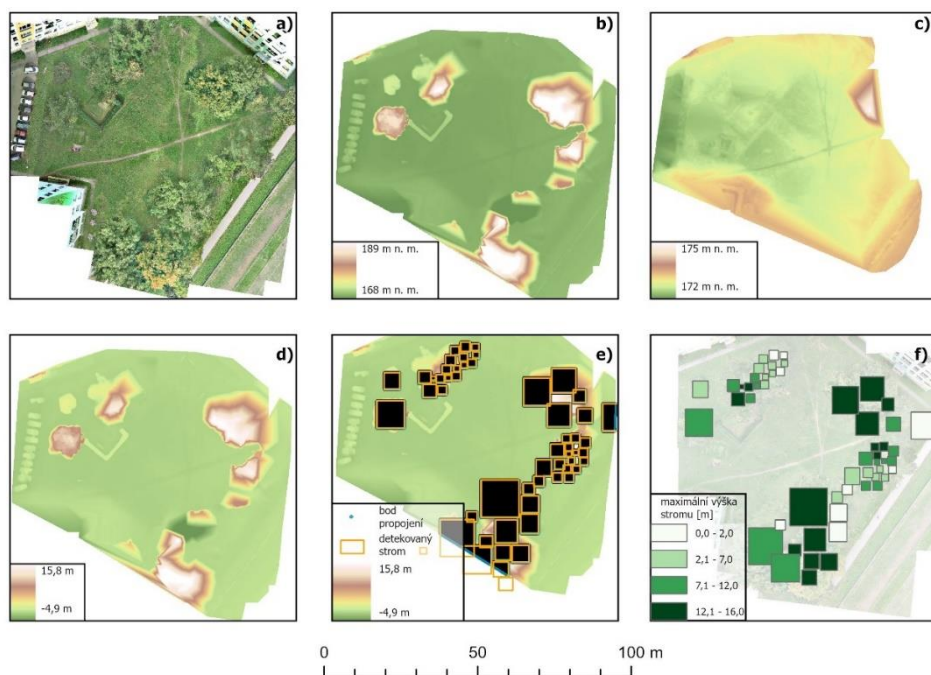 a)
b)
189 m n. m.
168 m n. m.
c)
175 m n. m.
172 m n. m.
d)
15,8 m
-4,9 m
e)
bod
propojení
detekovaný
strom
15,8 m
-4,9 m
f)
maximální výška
stromu [m]
0,0 - 2,0
2,1 - 7,0
7,1 - 12,0
12,1 - 16,0
0 50 100 m